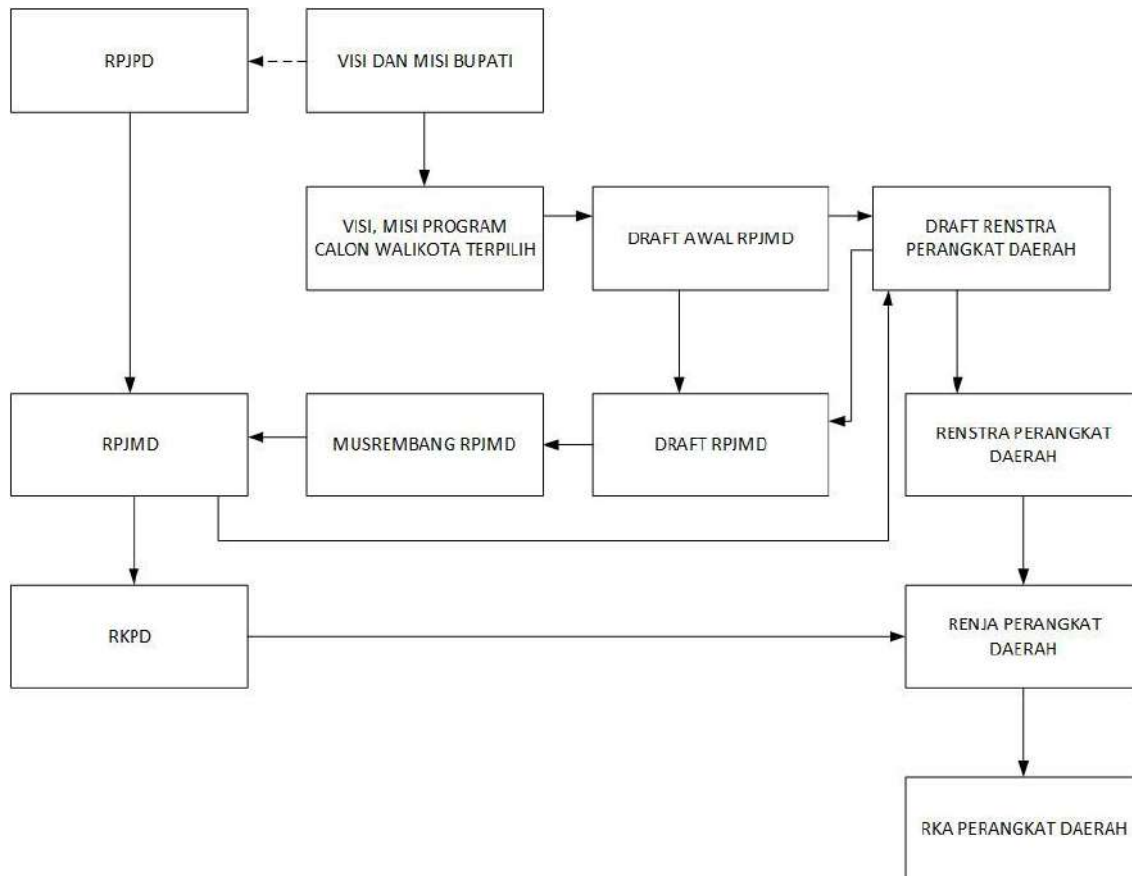 RPJPD
VISI DAN MISI BUPATI
VISI, MISI PROGRAM
CALON WALIKOTA TERPILIH
DRAFT AWAL RPJMD
DRAFT RENSTRA
PERANGKAT DAERAH
RPJMD
MUSREMBANG RPJMD
DRAFT RPJMD
RENSTRA PERANGKAT
DAERAH
RKPD
RENJA PERANGKAT
DAERAH
RKA PERANGKAT DAERAH